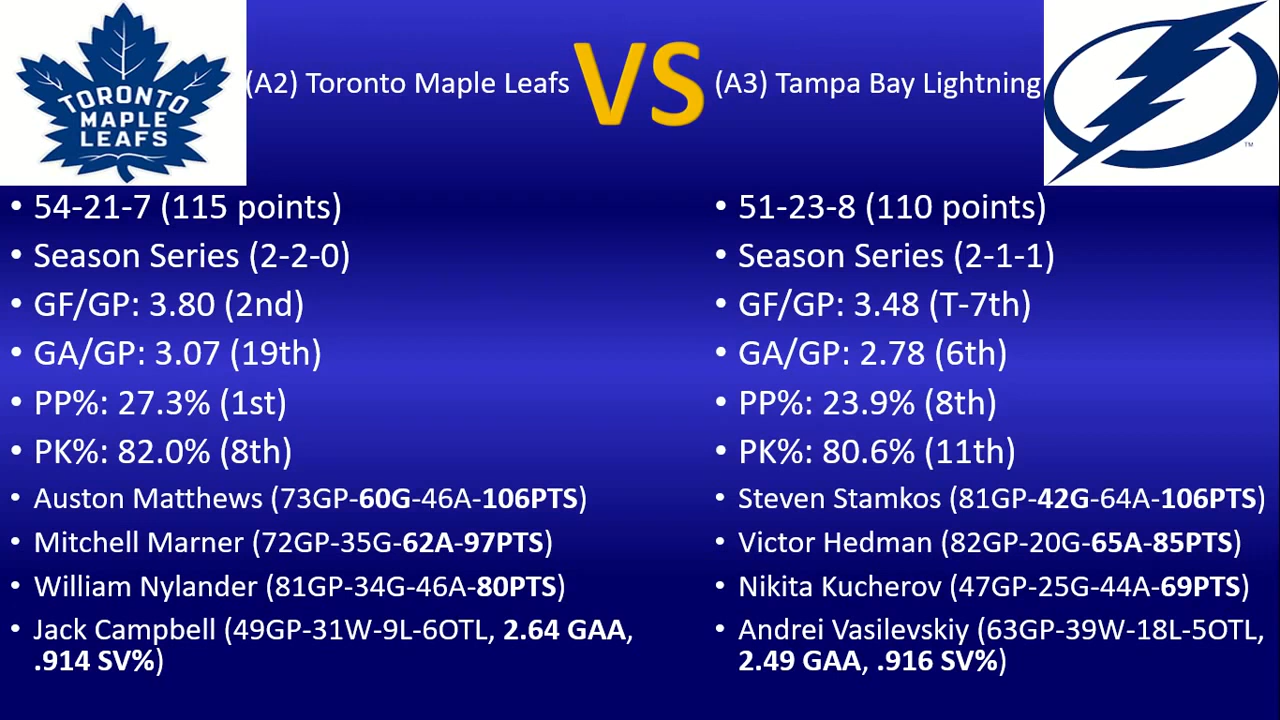 TORONTO
MAPLE
LEAFS
(A2) Toronto Maple Leafs
VS
(A3) Tampa Bay Lightning
TM
• 54-21-7 (115 points)
• Season Series (2-2-0)
• GF/GP: 3.80 (2nd)
• GA/GP: 3.07 (19th)
• PP%: 27.3% (1st)
• PK%: 82.0% (8th)
• Auston Matthews (73GP-60G-46A-106PTS)
• Mitchell Marner (72GP-35G-62A-97PTS)
• William Nylander (81GP-34G-46A-80PTS)
• Jack Campbell (49GP-31W-9L-6OTL, 2.64 GAA,
.914 SV%)
• 51-23-8 (110 points)
• Season Series (2-1-1)
• GF/GP: 3.48 (T-7th)
• GA/GP: 2.78 (6th)
• PP%: 23.9% (8th)
• PK%: 80.6% (11th)
• Steven Stamkos (81GP-42G-64A-106PTS)
• Victor Hedman (82GP-20G-65A-85PTS)
• Nikita Kucherov (47GP-25G-44A-69PTS)
• Andrei Vasilevskiy (63GP-39W-18L-5OTL,
2.49 GAA, .916 SV%)